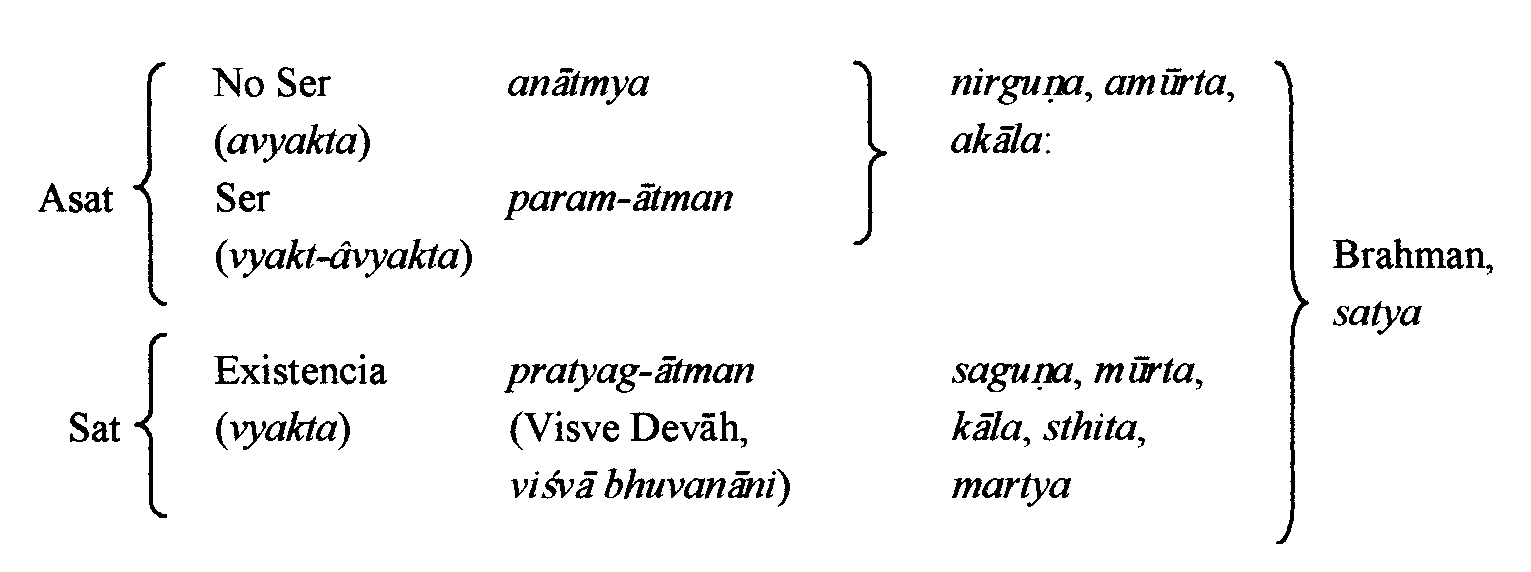 No Ser anātmya nirguṇa, amūrta,
(avyakta) akāla:
Asat Ser param-ātman
(vyakt-âvyakta) Brahman,
satya
Existencia pratyag-ātman saguṇa, mūrta,
Sat (vyakta) (Visve Devāh, kāla, sthita,
viśvā bhuvanāni) martya